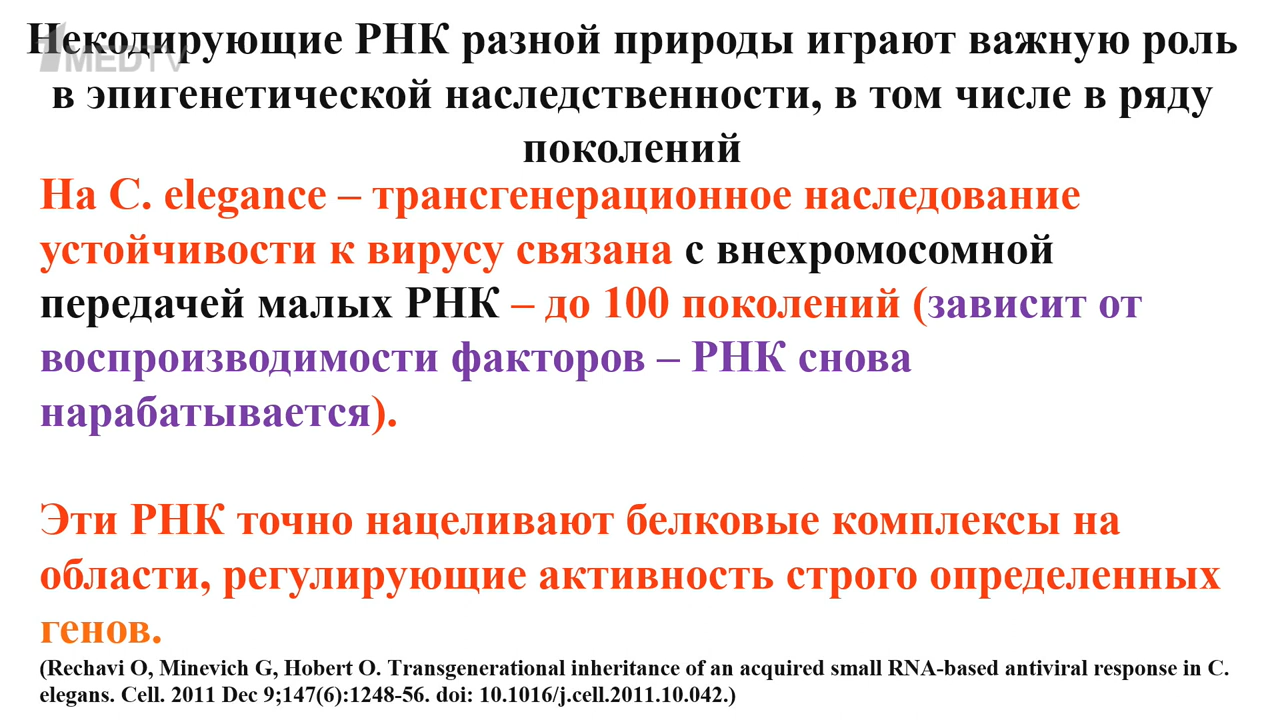 Некодирующие РНК разной природы играют важную роль
в эпигенетической наследственности, в том числе в ряду
поколений
1MEDTV
На C. elegance – трансгенерационное наследование
устойчивости к вирусу связана с внехромосомной
передачей малых РНК – до 100 поколений (зависит от
воспроизводимости факторов – РНК снова
нарабатывается).
Эти РНК точно нацеливают белковые комплексы на
области, регулирующие активность строго определенных
генов.
(Rechavi O, Minevich G, Hobert O. Transgenerational inheritance of an acquired small RNA-based antiviral response in C.
elegans. Cell. 2011 Dec 9;147(6):1248-56. doi: 10.1016/j.cell.2011.10.042.)